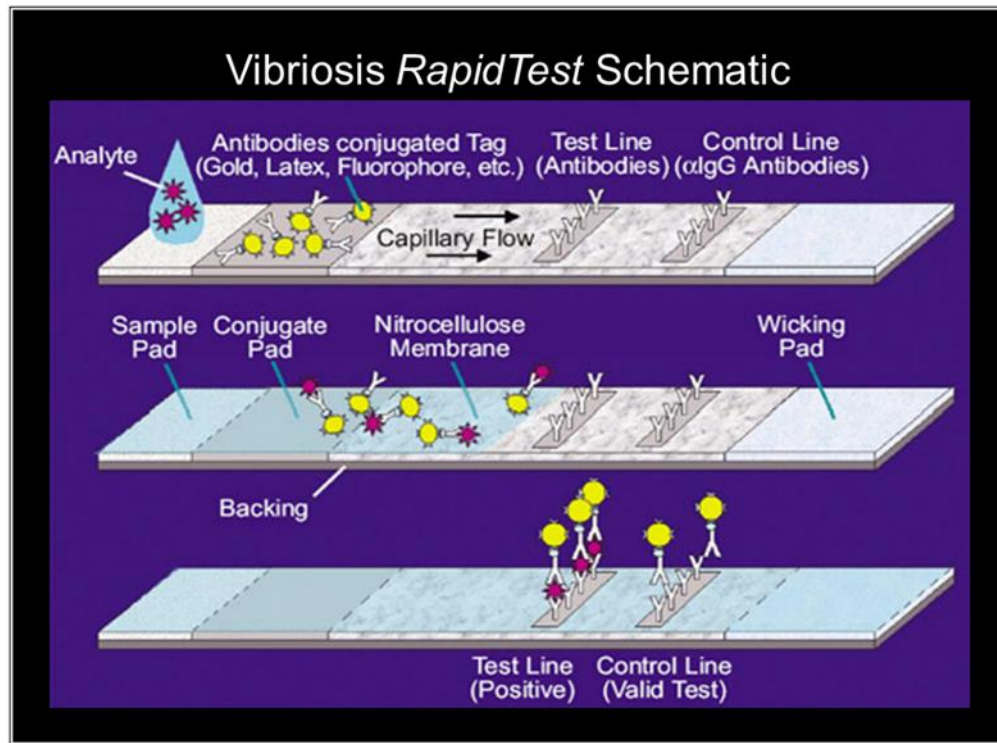 Vibriosis RapidTest Schematic
Analyte
Antibodies conjugated Tag
(Gold, Latex, Fluorophore, etc.)
Test Line
(Antibodies)
Control Line
(αIgG Antibodies)
Capillary Flow
Sample
Pad
Conjugate
Pad
Nitrocellulose
Membrane
Wicking
Pad
Backing
Test Line
(Positive)
Control Line
(Valid Test)